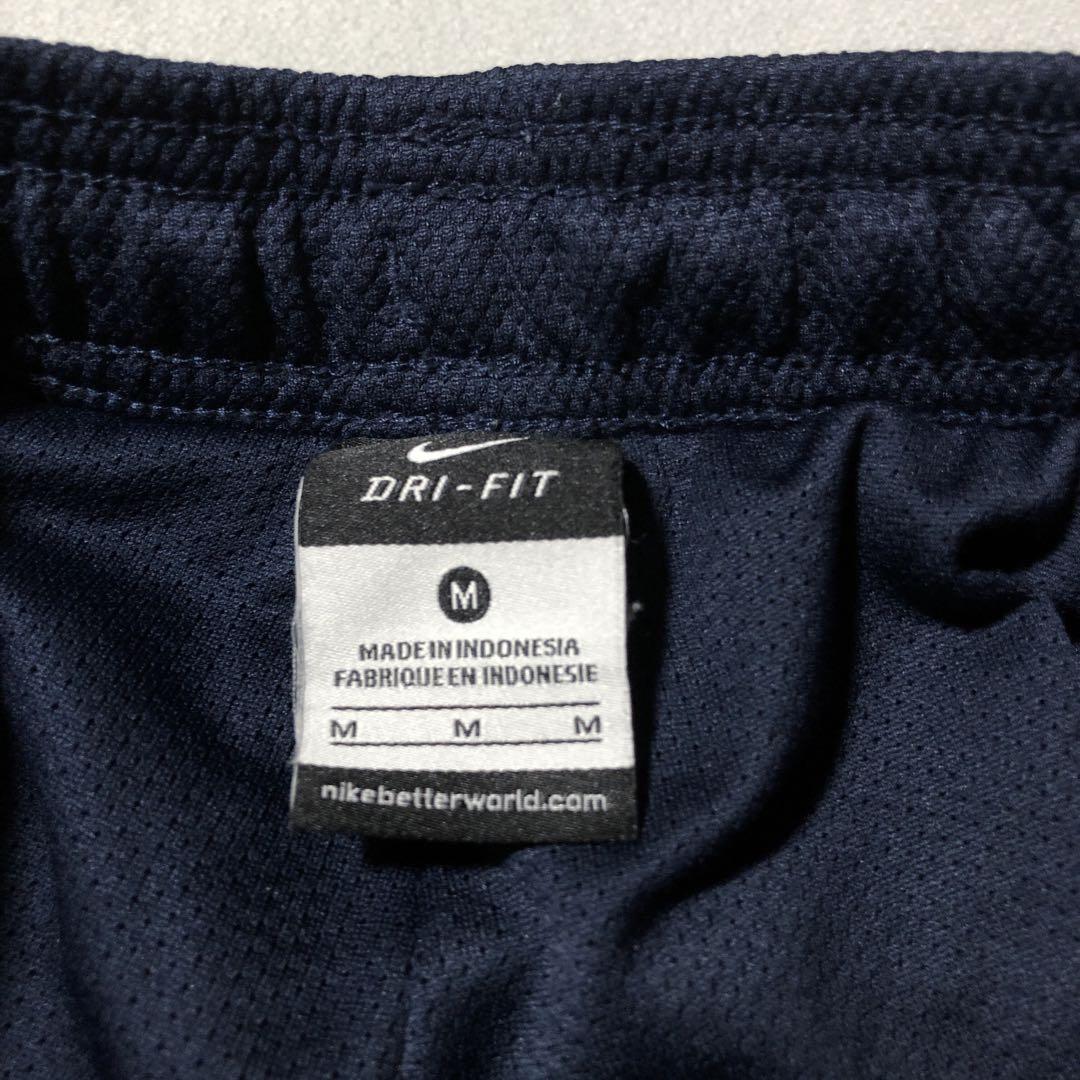 DRI-FIT
M
MADE IN INDONESIA
FABRIQUE EN INDONESIE
M M M
nikebetterworld.com